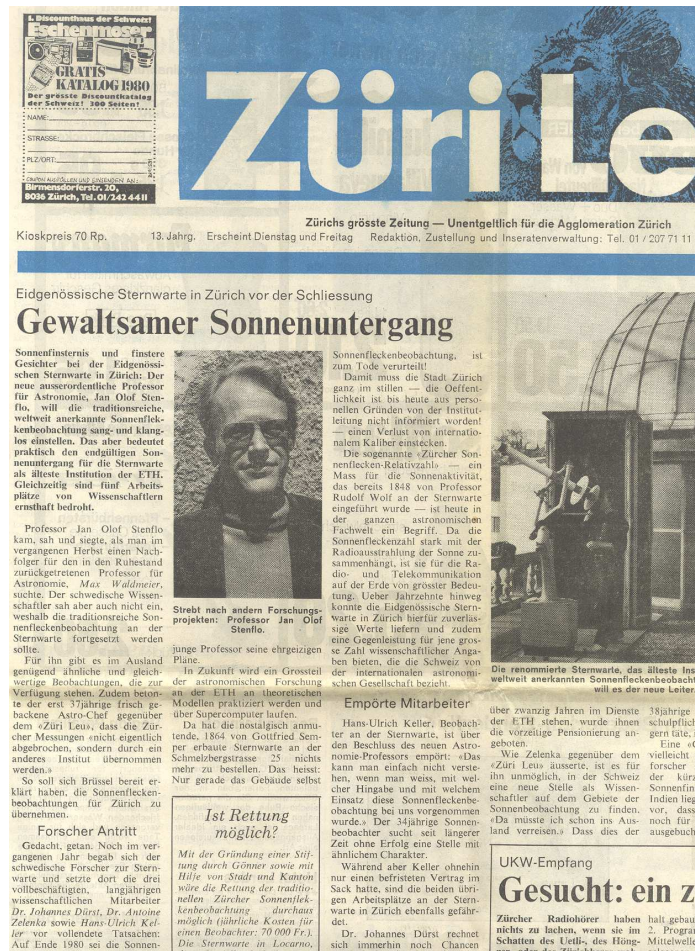 1. Discounthaus der Schweiz!
Eschenmoser
GRATIS
KATALOG 1980
Der grösste Discountkatalog
der Schweiz! 300 Seiten!
NAME:
STRASSE:
PLZ/ORT:
COUPON AUSFÜLLEN UND EINSENDEN AN:
Birmensdorferstr. 20,
8036 Zürich, Tel. 01/242 44 11
Züri Le
Zürichs grösste Zeitung — Unentgeltlich für die Agglomeration Zürich
Kioskpreis 70 Rp. 13. Jahrg. Erscheint Dienstag und Freitag Redaktion, Zustellung und Inseratenverwaltung: Tel. 01 / 207 71 11
Eidgenössische Sternwarte in Zürich vor der Schliessung
Gewaltsamer Sonnenuntergang
Sonnenfinsternis und finstere
Gesichter bei der Eidgenössi-
schen Sternwarte in Zürich: Der
neue ausserordentliche Professor
für Astronomie, Jan Olof Sten-
flo, will die traditionsreiche,
weltweit anerkannte Sonnenflek-
kenbeobachtung sang- und klang-
los einstellen. Das aber bedeutet
praktisch den endgültigen Son-
nenuntergang für die Sternwarte
als älteste Institution der ETH.
Gleichzeitig sind fünf Arbeits-
plätze von Wissenschaftlern
ernsthaft bedroht.
Professor Jan Olof Stenflo
kam, sah und siegte, als man im
vergangenen Herbst einen Nach-
folger für den in den Ruhestand
zurückgetretenen Professor für
Astronomie, Max Waldmeier,
suchte. Der schwedische Wissen-
schaftler sah aber auch nicht ein,
weshalb die traditionsreiche Son-
nenfleckenbeobachtung an der
Sternwarte fortgesetzt werden
sollte.
Für ihn gibt es im Ausland
genügend ähnliche und gleich-
wertige Beobachtungen, die zur
Verfügung stehen. Zudem beton-
te der erst 37jährige frisch ge-
backene Astro-Chef gegenüber
dem «Züri Leu», dass die Zür-
cher Messungen «nicht eigentlich
abgebrochen, sondern durch ein
anderes Institut übernommen
werden.»
So soll sich Brüssel bereit er-
klärt haben, die Sonnenflecken-
beobachtungen für Zürich zu
übernehmen.
Forscher Antritt
Gedacht, getan. Noch im ver-
gangenen Jahr begab sich der
schwedische Forscher zur Stern-
warte und setzte dort die drei
vollbeschäftigten, langjährigen
wissenschaftlichen Mitarbeiter
Dr. Johannes Dürst, Dr. Antoine
Zelenka sowie Hans-Ulrich Kel-
ler vor vollendete Tatsachen:
Auf Ende 1980 sei die Sonnen-
Strebt nach andern Forschungs-
projekten: Professor Jan Olof
Stenflo.
junge Professor seine ehrgeizigen
Pläne.
In Zukunft wird ein Grossteil
der astronomischen Forschung
an der ETH an theoretischen
Modellen praktiziert werden und
über Supercomputer laufen.
Da hat die nostalgisch anmu-
tende, 1864 von Gottfried Sem-
per erbaute Sternwarte an der
Schmelzbergstrasse 25 nichts
mehr zu bestellen. Das heisst:
Nur gerade das Gebäude selbst
Ist Rettung
möglich?
Mit der Gründung einer Stif-
tung durch Gönner sowie mit
Hilfe von Stadt und Kanton
wäre die Rettung der traditio-
nellen Zürcher Sonnenflek-
kenbeobachtung durchaus
möglich (jährliche Kosten für
einen Beobachter: 70 000 Fr.).
Die Sternwarte in Locarno,
Sonnenfleckenbeobachtung, ist
zum Tode verurteilt!
Damit muss die Stadt Zürich
ganz im stillen — die Oeffent-
lichkeit ist bis heute aus perso-
nellen Gründen von der Institut-
leitung nicht informiert worden!
— einen Verlust von internatio-
nalem Kaliber einstecken.
Die sogenannte «Zürcher Son-
nenflecken-Relativzahl» — ein
Mass für die Sonnenaktivität,
das bereits 1848 von Professor
Rudolf Wolf an der Sternwarte
eingeführt wurde — ist heute in
der ganzen astronomischen
Fachwelt ein Begriff. Da die
Sonnenfleckenzahl stark mit der
Radioausstrahlung der Sonne zu-
sammenhängt, ist sie für die Ra-
dio- und Telekommunikation
auf der Erde von grösster Bedeu-
tung. Ueber Jahrzehnte hinweg
konnte die Eidgenössische Stern-
warte in Zürich hierfür zuverläs-
sige Werte liefern und zudem
eine Gegenleistung für jene gros-
se Zahl wissenschaftlicher Anga-
ben bieten, die die Schweiz von
der internationalen astronomi-
schen Gesellschaft bezieht.
Empörte Mitarbeiter
Hans-Ulrich Keller, Beobach-
ter an der Sternwarte, ist über
den Beschluss des neuen Astro-
nomie-Professors empört: «Das
kann man einfach nicht verste-
hen, wenn man weiss, mit wel-
cher Hingabe und mit welchem
Einsatz diese Sonnenfleckenbe-
obachtung bei uns vorgenommen
wurde.» Der 34jährige Sonnen-
beobachter sucht seit längerer
Zeit ohne Erfolg eine Stelle mit
ähnlichem Charakter.
Während aber Keller ohnehin
nur einen befristeten Vertrag im
Sack hatte, sind die beiden übri-
gen Arbeitsplätze an der Stern-
warte in Zürich ebenfalls gefähr-
det.
Dr. Johannes Dürst rechnet
sich immerhin noch Chancen
Die renommierte Sternwarte, das älteste Ins
weltweit anerkannten Sonnenfleckenbeobacht
will es der neue Leiter
über zwanzig Jahren im Dienste
der ETH stehen, wurde ihnen
die vorzeitige Pensionierung an-
geboten.
Wie Zelenka gegenüber dem
«Züri Leu» äusserte, ist es für
ihn unmöglich, in der Schweiz
eine neue Stelle als Wissen-
schaftler auf dem Gebiete der
Sonnenbeobachtung zu finden.
«Da müsste ich schon ins Aus-
land verreisen.» Dass dies der
38jährige
schulpflic
gern täte, i
Eine «C
vielleicht
forscher
der kürz
Sonnenfin
Indien lieg
vor, dass
noch für
ausgebuch
UKW-Empfang
Gesucht: ein z
Zürcher Radiohörer haben
nichts zu lachen, wenn sie im
Schatten des Uetli-, des Höng-
halt gebau
2. Program
Mittelwe